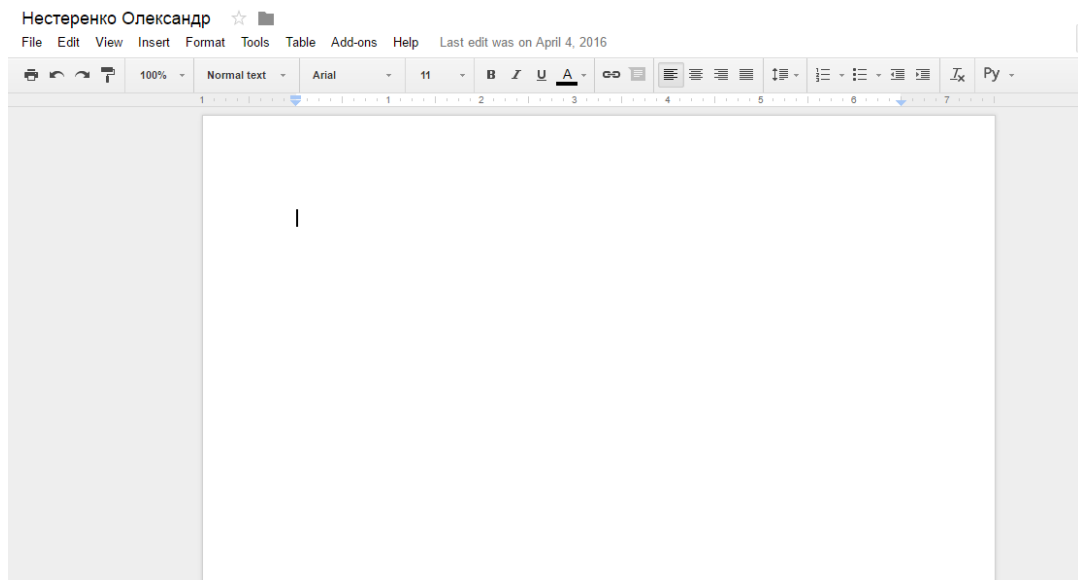 Нестеренко Олександр
File Edit View Insert Format Tools Table Add-ons Help Last edit was on April 4, 2016
100% Normal text Arial 11 B I U A Tx Ру
1 1 2 3 4 5 6 7